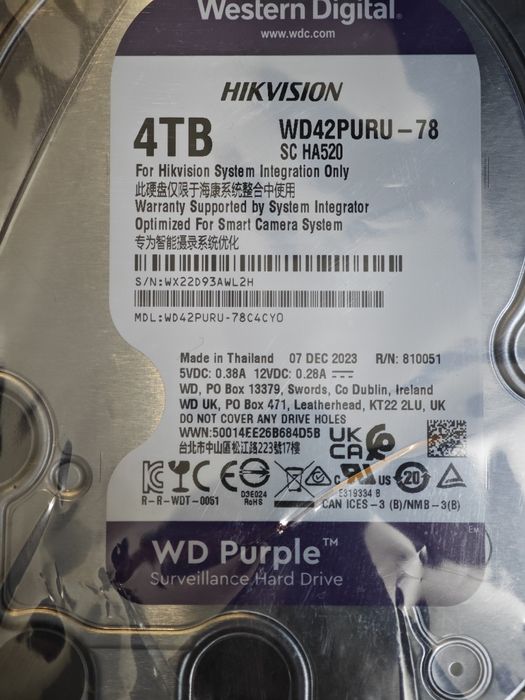 Western Digital®
www.wdc.com
HIKVISION
4TB
WD42PURU-78
SC HA520
For Hikvision System Integration Only
此硬盘仅限于海康系统整合中使用
Warranty Supported by System Integrator
Optimized For Smart Camera System
专为智能摄录系统优化
S/N:WX22D93AWL2H
MDL:WD42PURU-78C4CY0
Made in Thailand 07 DEC 2023 R/N: 810051
5VDC: 0.38A 12VDC: 0.28A
WD, PO Box 13379, Swords, Co Dublin, Ireland
WD UK, PO Box 471, Leatherhead, KT22 2LU, UK
DO NOT COVER ANY DRIVE HOLES
WWN:50014EE26B684D5B
台北市中山區松江路223號17樓
UK
CA
R-R-WDT-0051
D3E024
RoHS
C US
20
E319334 B
CAN ICES-3 (B)/NMB-3(B)
WD Purple™
Surveillance Hard Drive